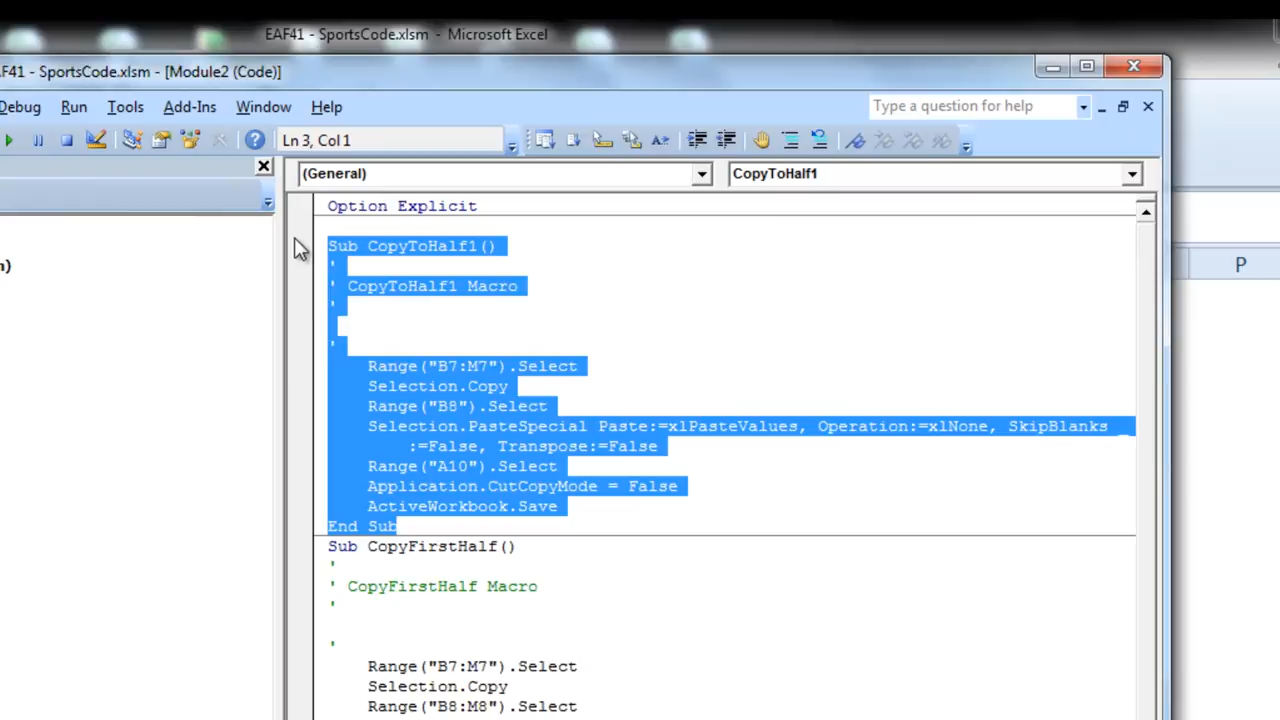 EAF41 - SportsCode.xlsm - Microsoft Excel
F41 - SportsCode.xlsm - [Module2 (Code)]
Debug Run Tools Add-Ins Window Help
Type a question for help
Ln 3, Col 1
(General)
CopyToHalf1
Option Explicit
Sub CopyToHalf1()
'
' CopyToHalf1 Macro
'
'
Range("B7:M7").Select
Selection.Copy
Range("B8").Select
Selection.PasteSpecial Paste:=xlPasteValues, Operation:=xlNone, SkipBlanks _
:=False, Transpose:=False
Range("A10").Select
Application.CutCopyMode = False
ActiveWorkbook.Save
End Sub
Sub CopyFirstHalf()
'
' CopyFirstHalf Macro
'
'
Range("B7:M7").Select
Selection.Copy
Range("B8:M8").Select
n)
P